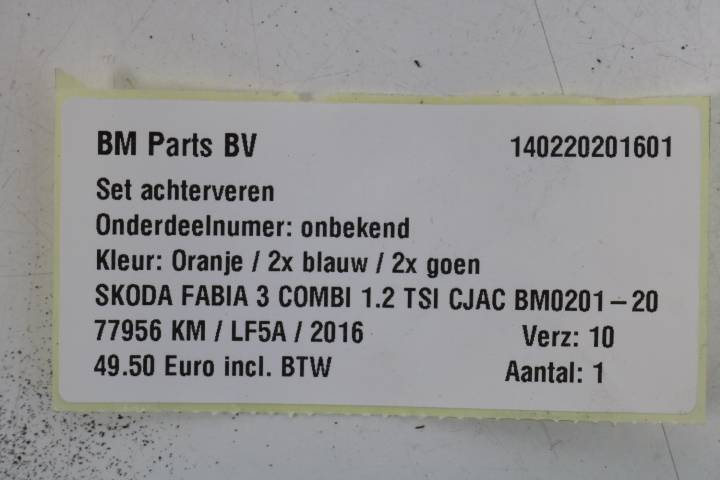 BM Parts BV 140220201601
Set achterveren
Onderdeelnumer: onbekend
Kleur: Oranje / 2x blauw / 2x goen
SKODA FABIA 3 COMBI 1.2 TSI CJAC BM0201-20
77956 KM / LF5A / 2016 Verz: 10
49.50 Euro incl. BTW Aantal: 1